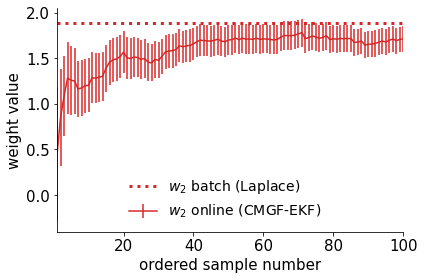 2.0
1.5
1.0
0.5
0.0
weight value
w₂ batch (Laplace)
w₂ online (CMGF-EKF)
20 40 60 80 100
ordered sample number